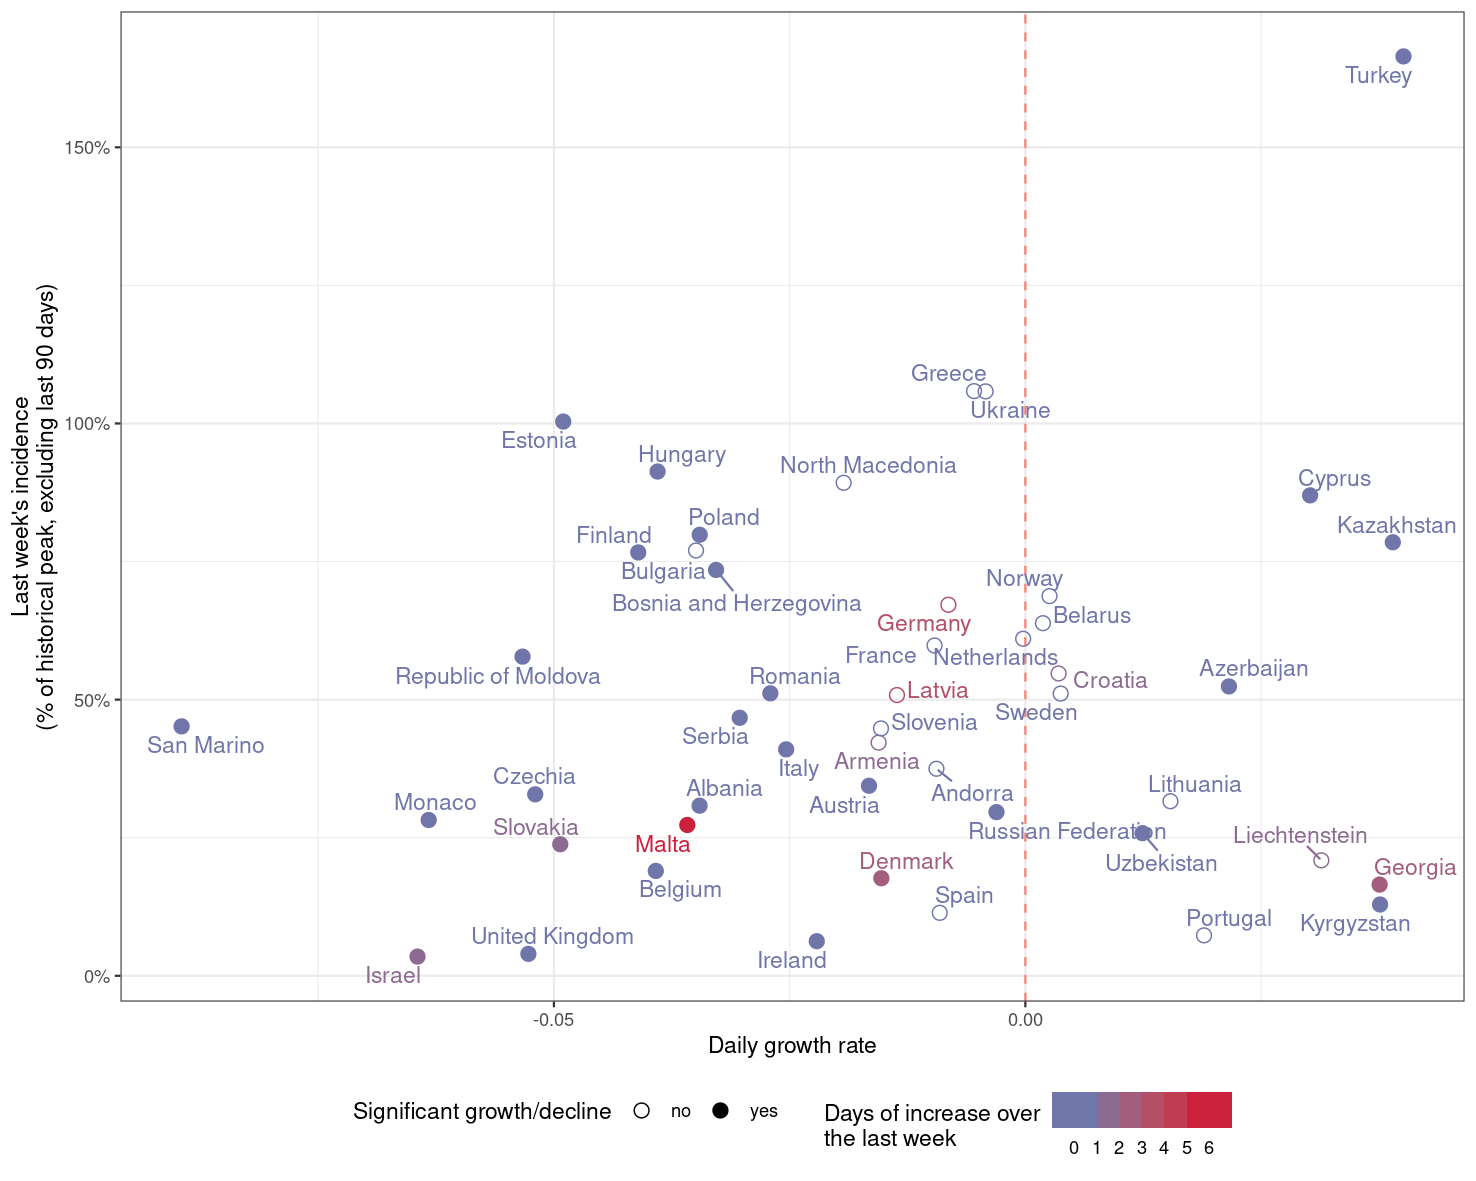 Turkey
150%
Greece
Ukraine
100%
Estonia
Hungary
North Macedonia
Cyprus
Poland
Kazakhstan
Finland
Bulgaria
Norway
Bosnia and Herzegovina
Belarus
Germany
France
Netherlands
Azerbaijan
Republic of Moldova
Romania
Croatia
Latvia
50%
Sweden
Slovenia
Serbia
San Marino
Armenia
Italy
Czechia
Lithuania
Albania
Andorra
Monaco
Austria
Slovakia
Russian Federation
Liechtenstein
Malta
Denmark
Uzbekistan
Georgia
Belgium
Spain
Portugal
Kyrgyzstan
United Kingdom
Ireland
Israel
0%
-0.05
0.00
Daily growth rate
Last week's incidence
(% of historical peak, excluding last 90 days)
Significant growth/decline
no
yes
Days of increase over
the last week
0 1 2 3 4 5 6